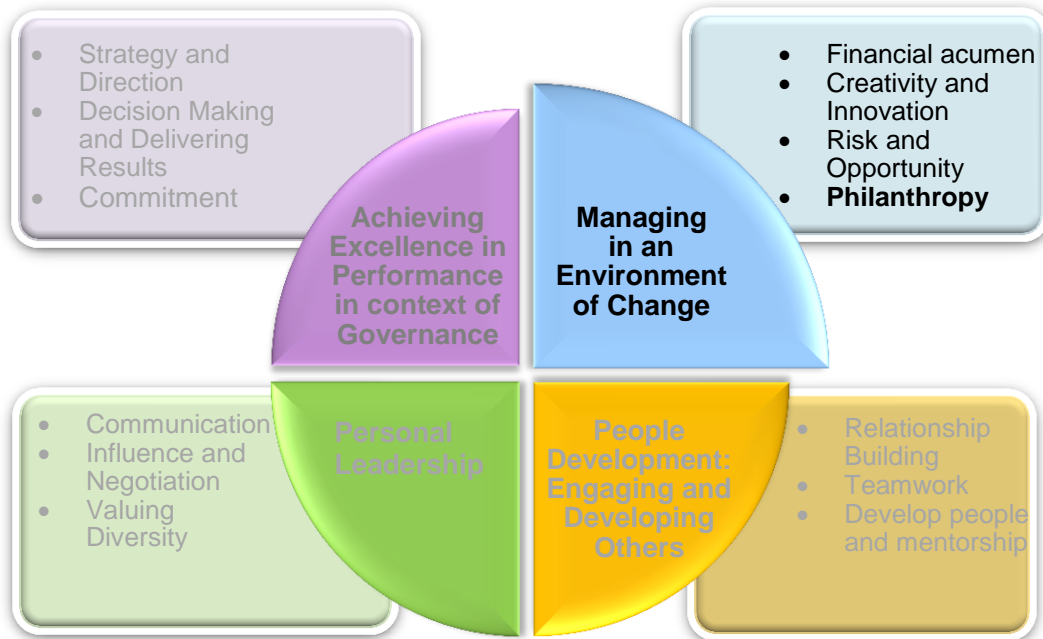 • Strategy and
Direction
• Decision Making
and Delivering
Results
• Commitment
• Financial acumen
• Creativity and
Innovation
• Risk and
Opportunity
• Philanthropy
Achieving
Excellence in
Performance
in context of
Governance
Managing
in an
Environment
of Change
• Communication
• Influence and
Negotiation
• Valuing
Diversity
Personal
Leadership
People
Development:
Engaging and
Developing
Others
• Relationship
Building
• Teamwork
• Develop people
and mentorship